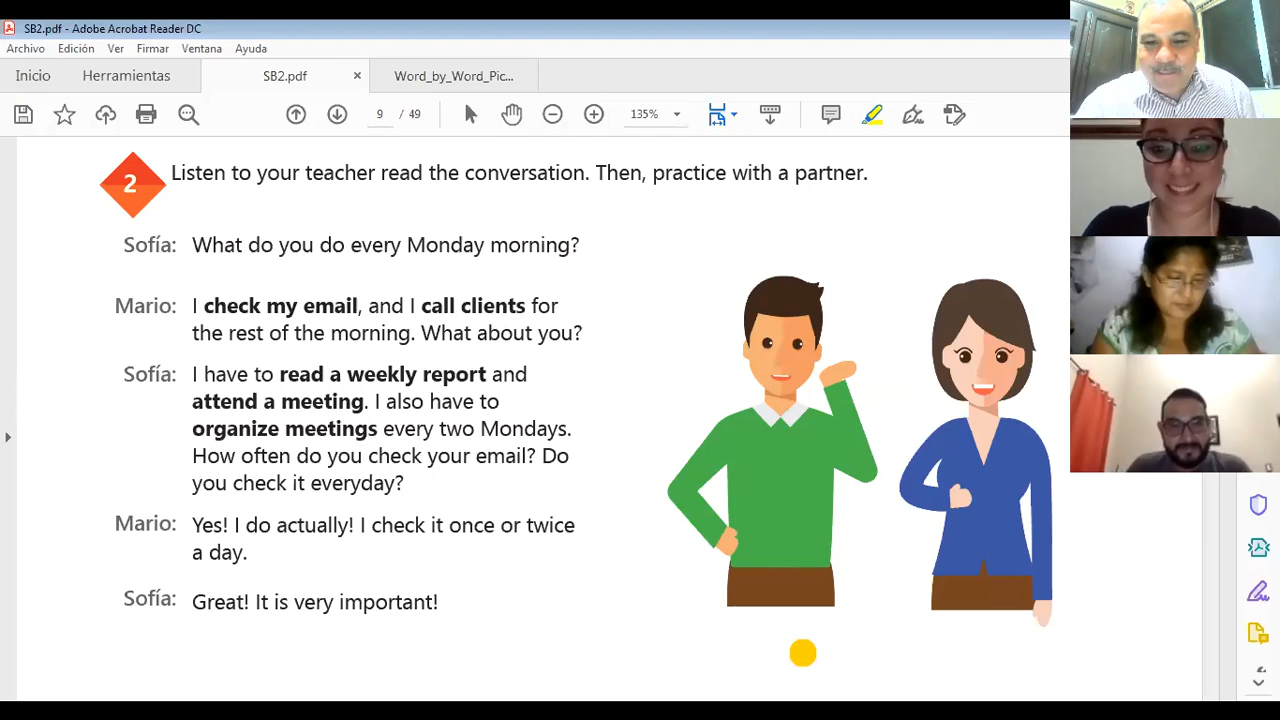 SB2.pdf - Adobe Acrobat Reader DC
Archivo Edición Ver Firmar Ventana Ayuda
Inicio Herramientas SB2.pdf × Word_by_Word_Pic...
9 / 49 135%
2 Listen to your teacher read the conversation. Then, practice with a partner.
Sofía: What do you do every Monday morning?
Mario: I check my email, and I call clients for
the rest of the morning. What about you?
Sofía: I have to read a weekly report and
attend a meeting. I also have to
organize meetings every two Mondays.
How often do you check your email? Do
you check it everyday?
Mario: Yes! I do actually! I check it once or twice
a day.
Sofía: Great! It is very important!